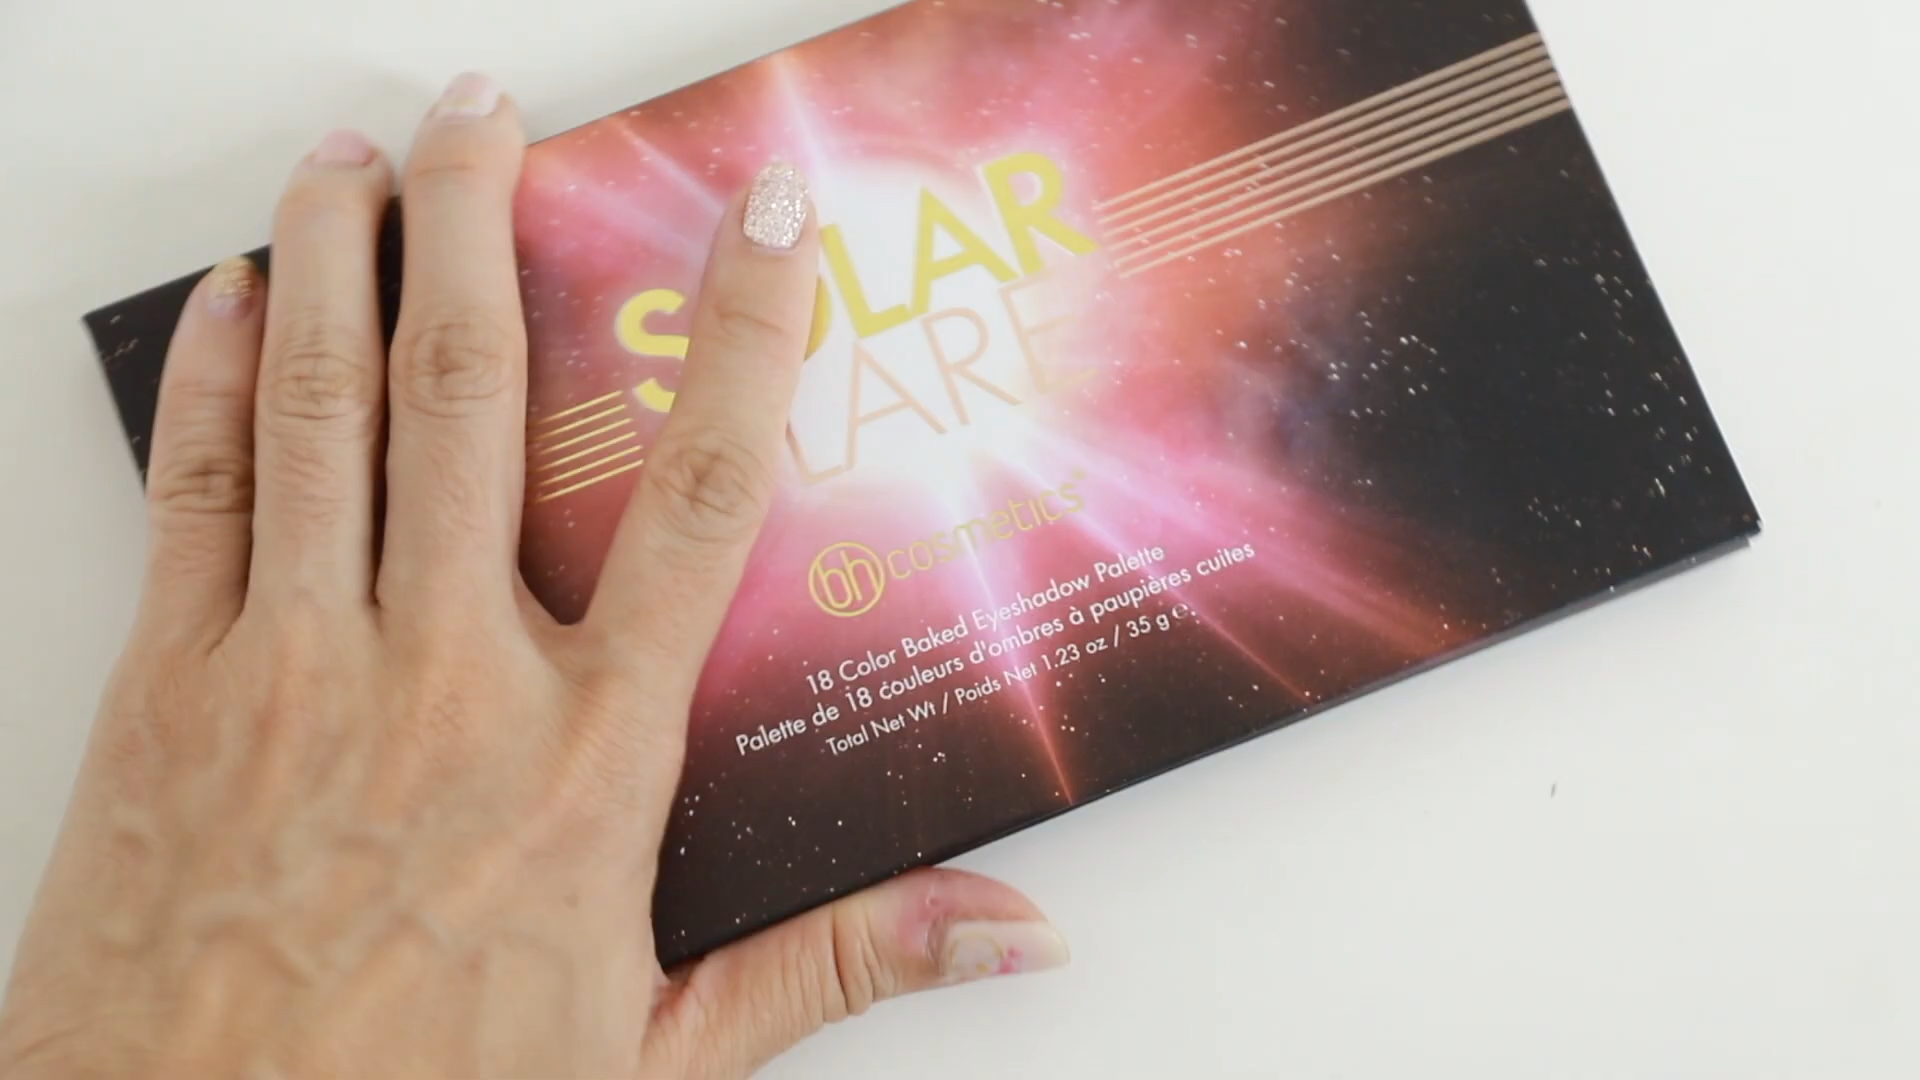 SOLAR
LARE
bh cosmetics®
18 Color Baked Eyeshadow Palette
Palette de 18 couleurs d'ombres à paupières cuites
Total Net Wt / Poids Net 1.23 oz / 35 g ℮.